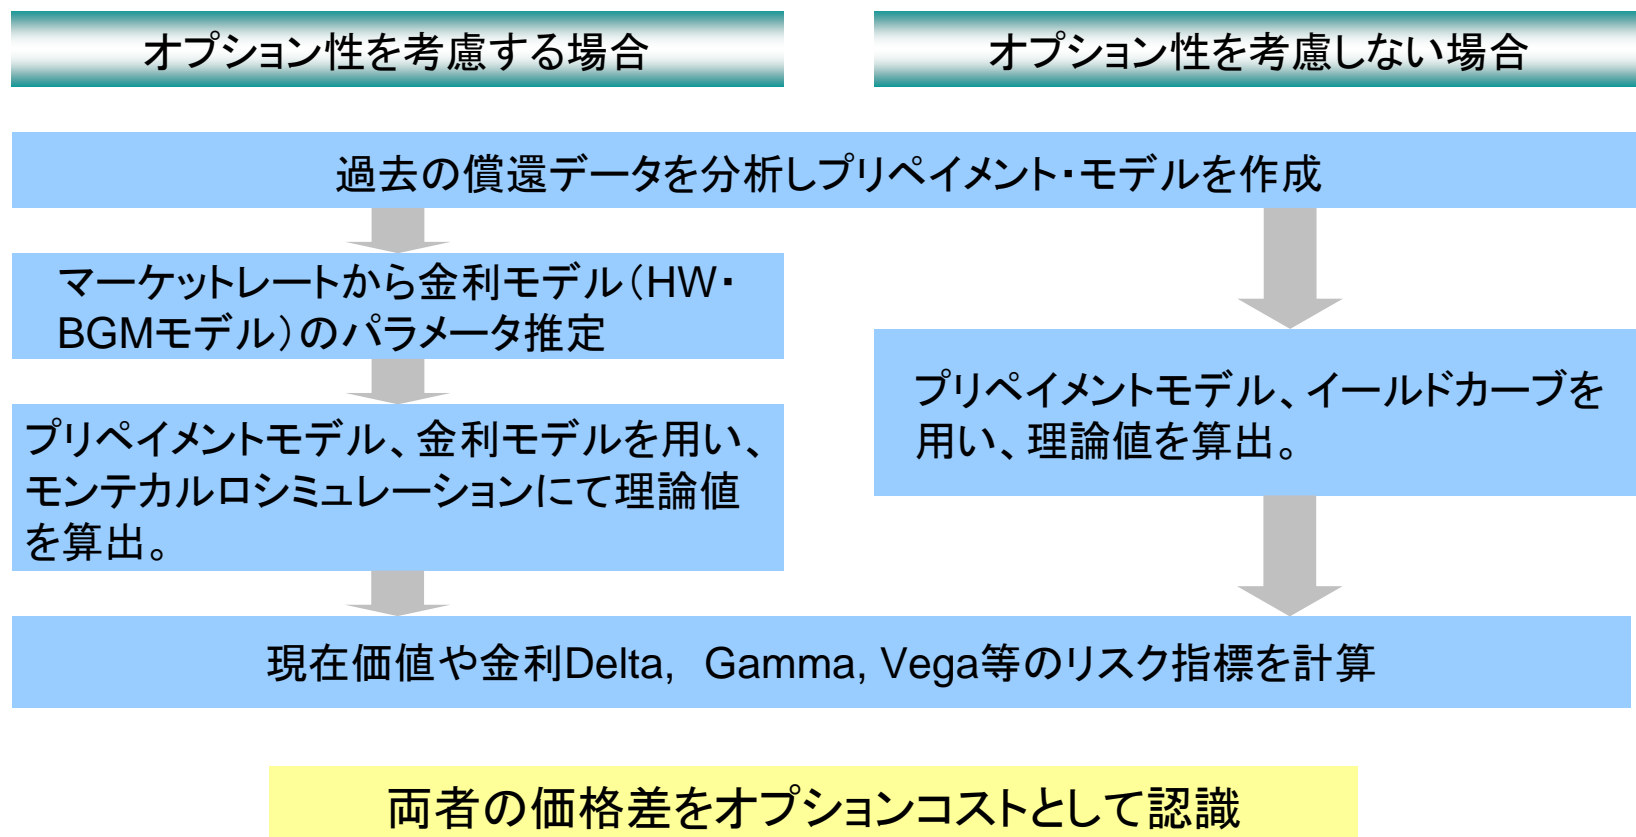 オプション性を考慮する場合
オプション性を考慮しない場合
過去の償還データを分析しプリペイメント・モデルを作成
マーケットレートから金利モデル（HW・
BGMモデル）のパラメータ推定
プリペイメントモデル、金利モデルを用い、
モンテカルロシミュレーションにて理論値
を算出。
プリペイメントモデル、イールドカーブを
用い、理論値を算出。
現在価値や金利Delta,　Gamma, Vega等のリスク指標を計算
両者の価格差をオプションコストとして認識